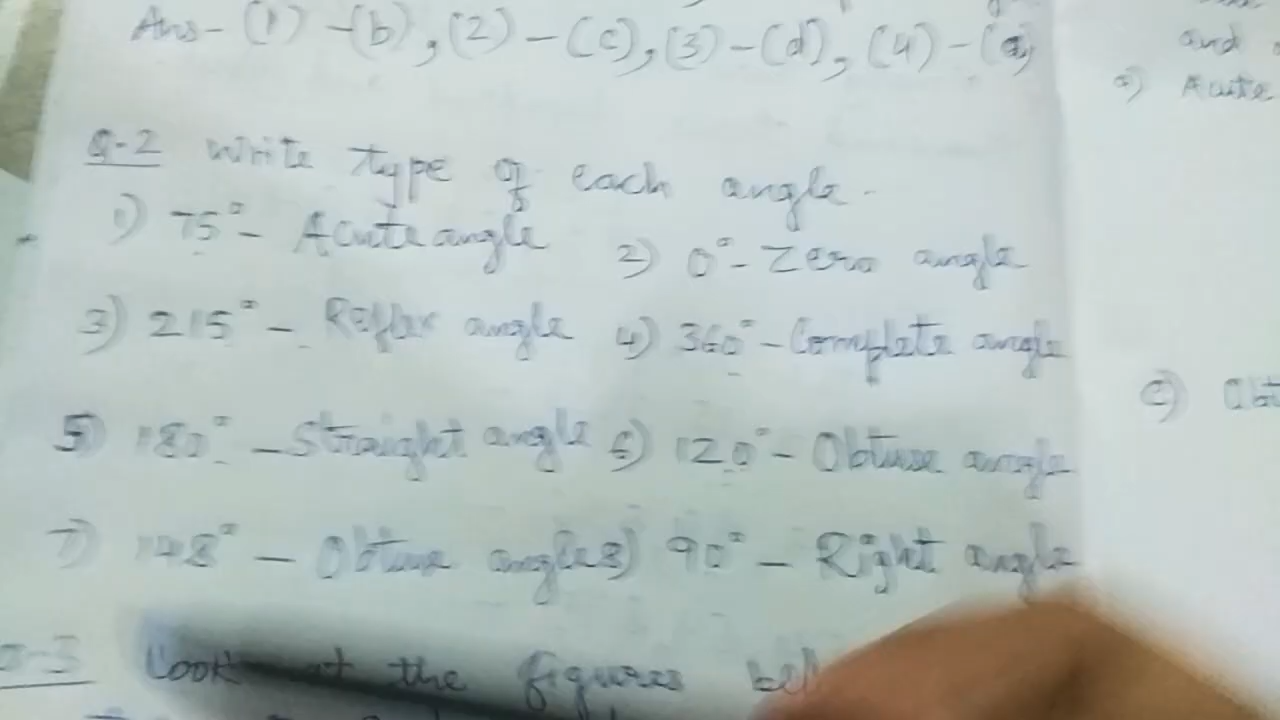 Ans- (1) -(b), (2) - (c), (3) -(d), (4) - (a)
Q-2 Write type of each angle.
1) 75° - Acute angle 2) 0° - Zero angle
3) 215° - Reflex angle 4) 360° - Complete angle
5) 180° - Straight angle 6) 120° - Obtuse angle
7) 148° - Obtuse angle 8) 90° - Right angle
Q-3 Look at the figures
and
a) Acute
c)